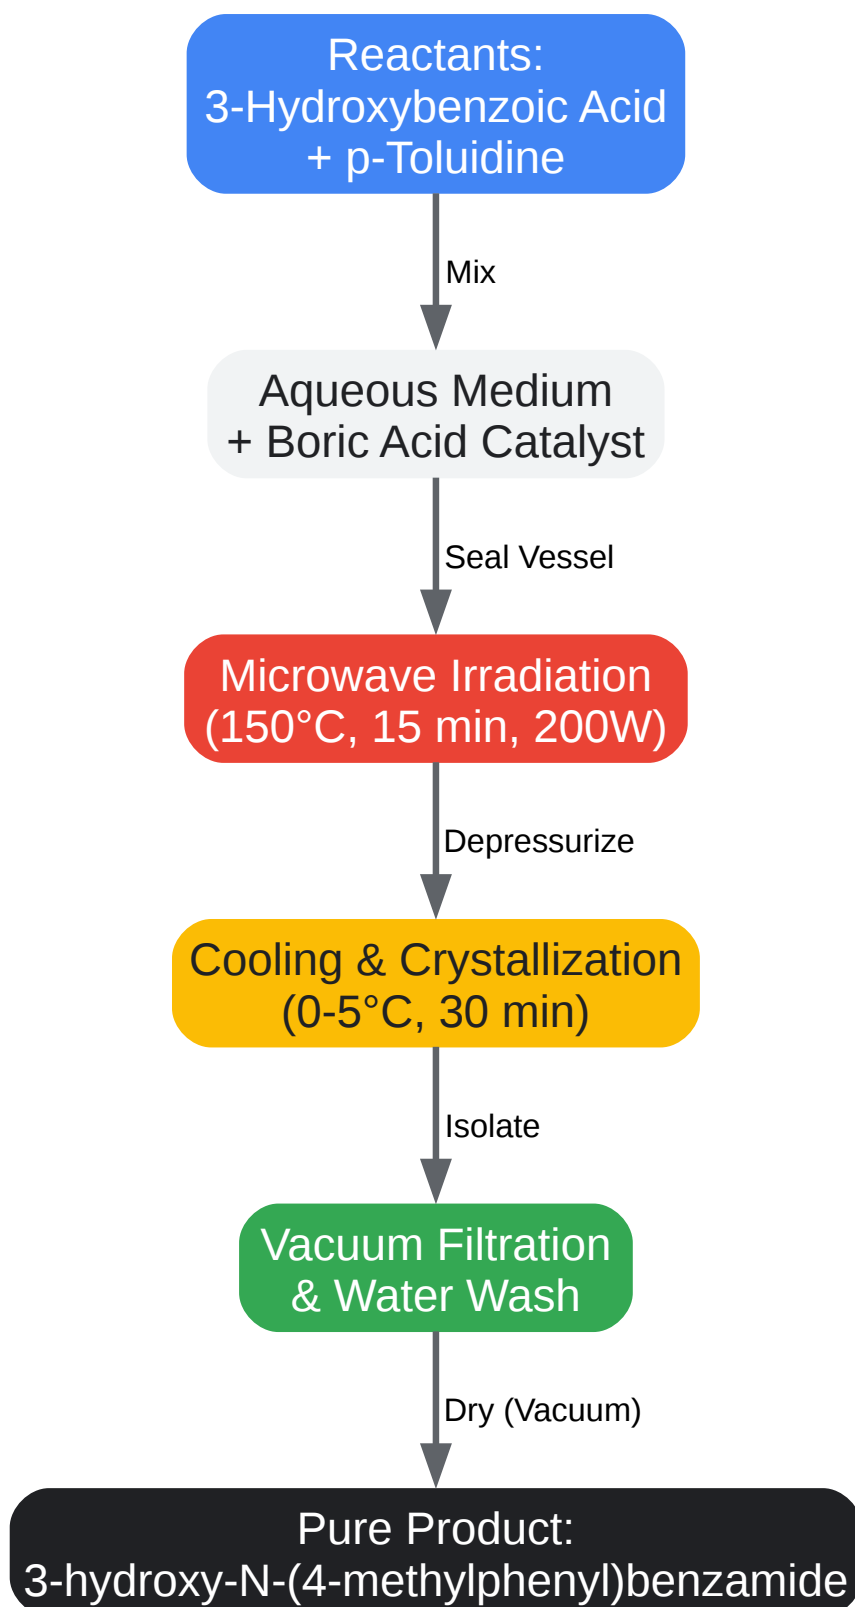 Reactants:
3-Hydroxybenzoic Acid
+ p-Toluidine
Mix
Aqueous Medium
+ Boric Acid Catalyst
Seal Vessel
Microwave Irradiation
(150°C, 15 min, 200W)
Depressurize
Cooling & Crystallization
(0-5°C, 30 min)
Isolate
Vacuum Filtration
& Water Wash
Dry (Vacuum)
Pure Product:
3-hydroxy-N-(4-methylphenyl)benzamide